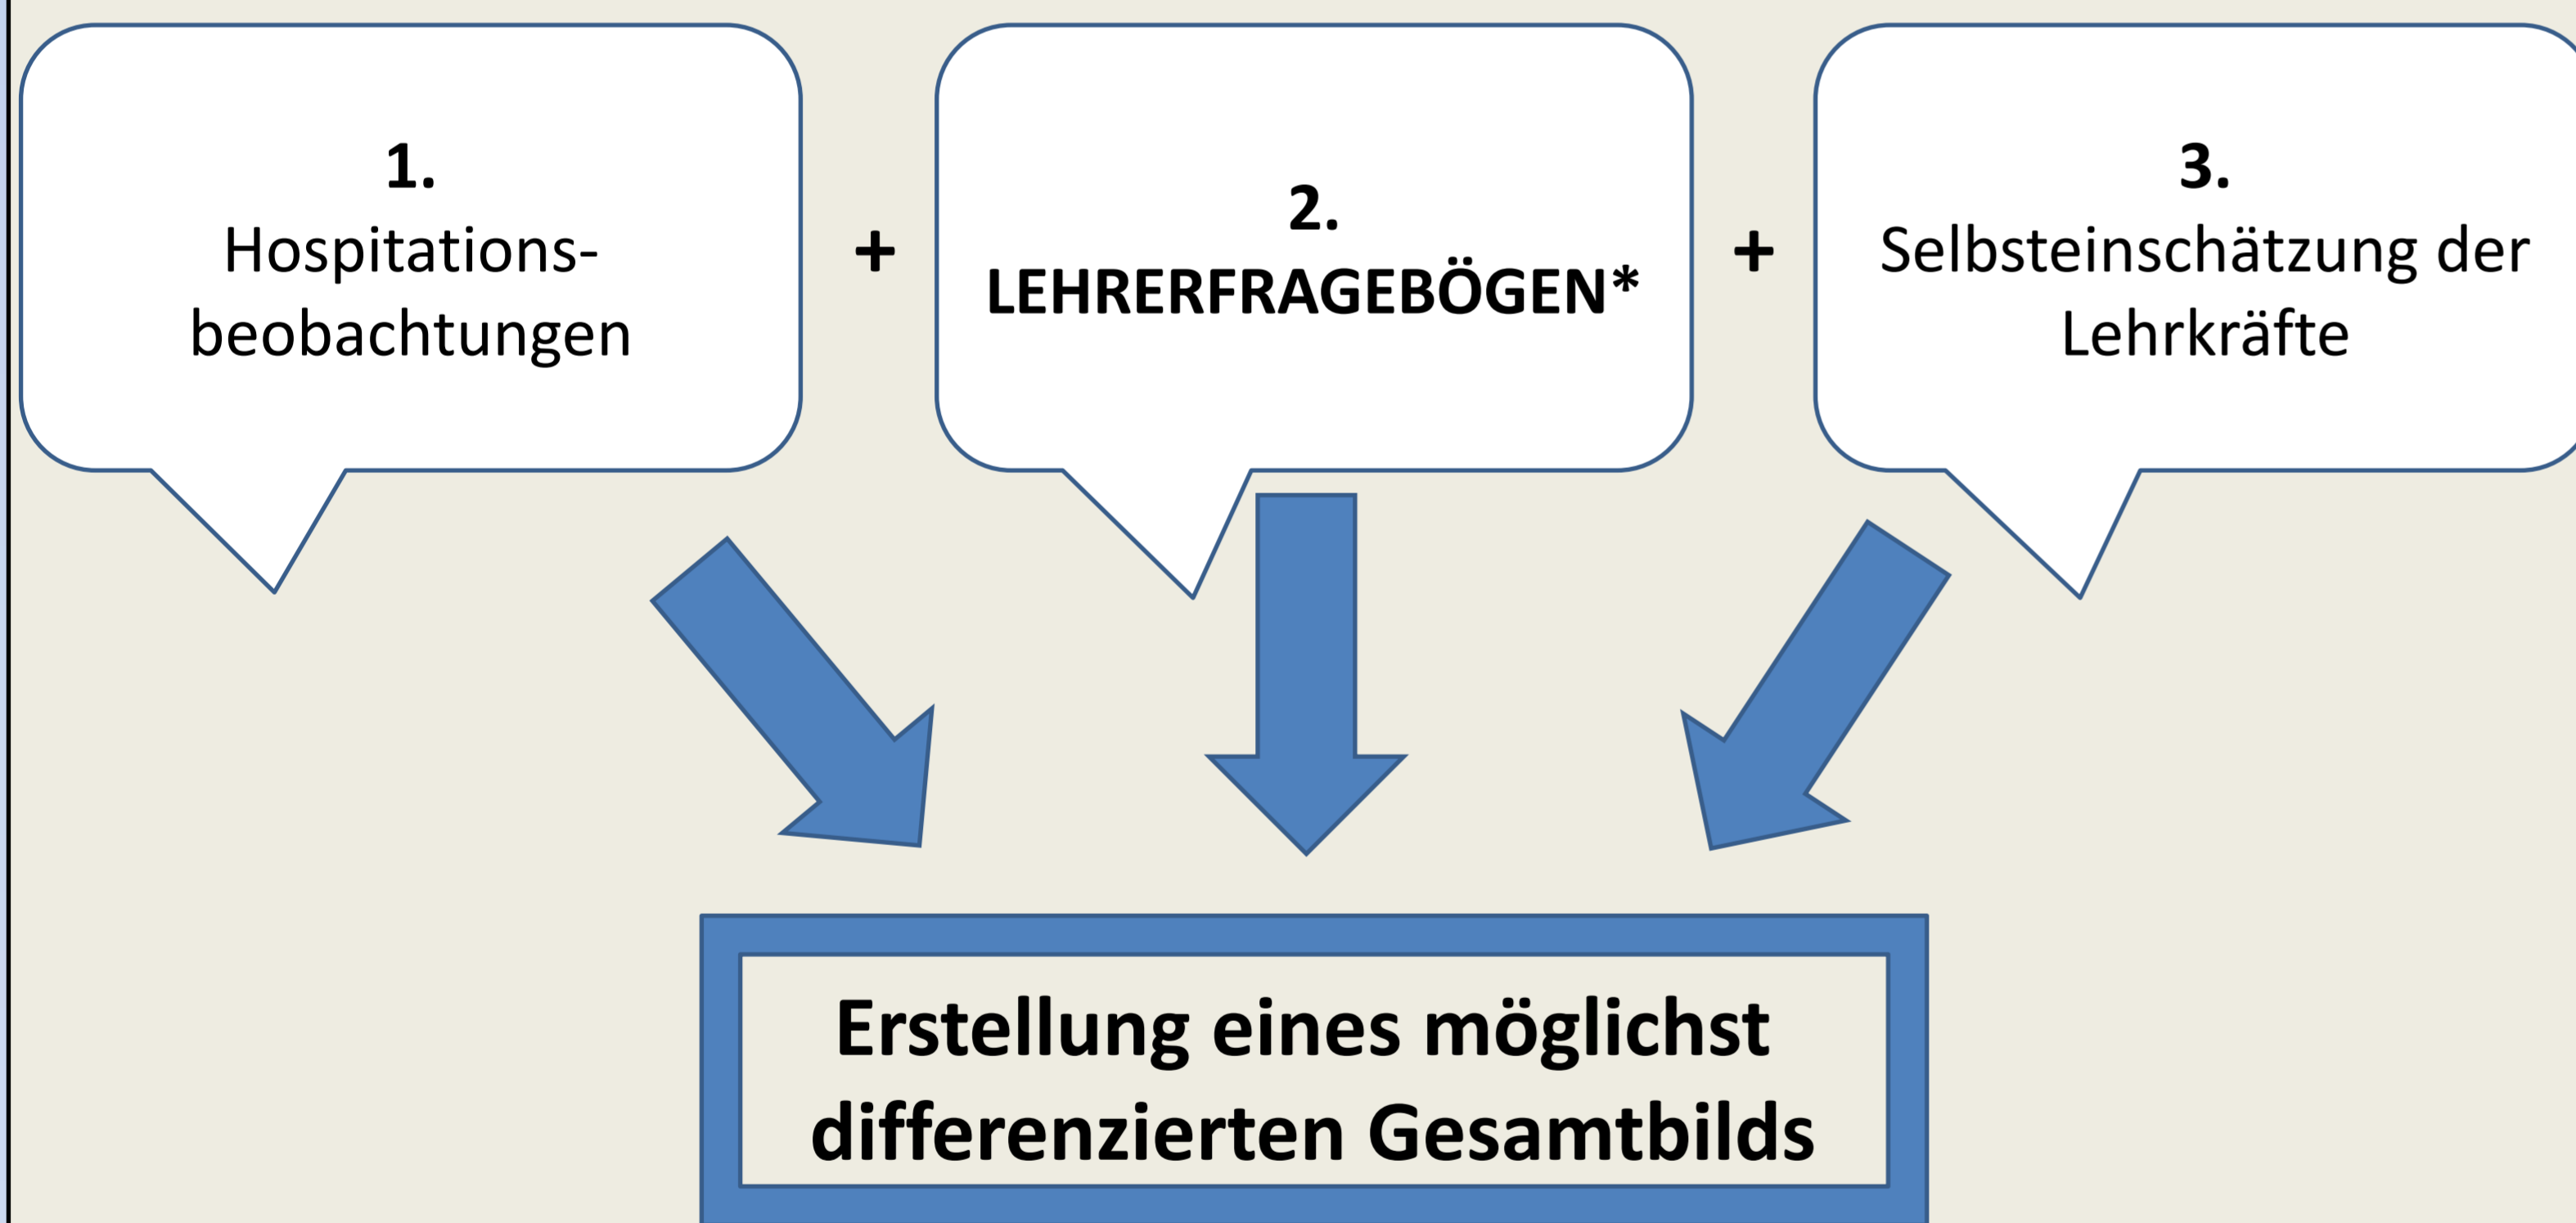 1.
Hospitations-
beobachtungen
+
2.
LEHRERFRAGEBÖGEN*
+
3.
Selbsteinschätzung der
Lehrkräfte
Erstellung eines möglichst
differenzierten Gesamtbilds